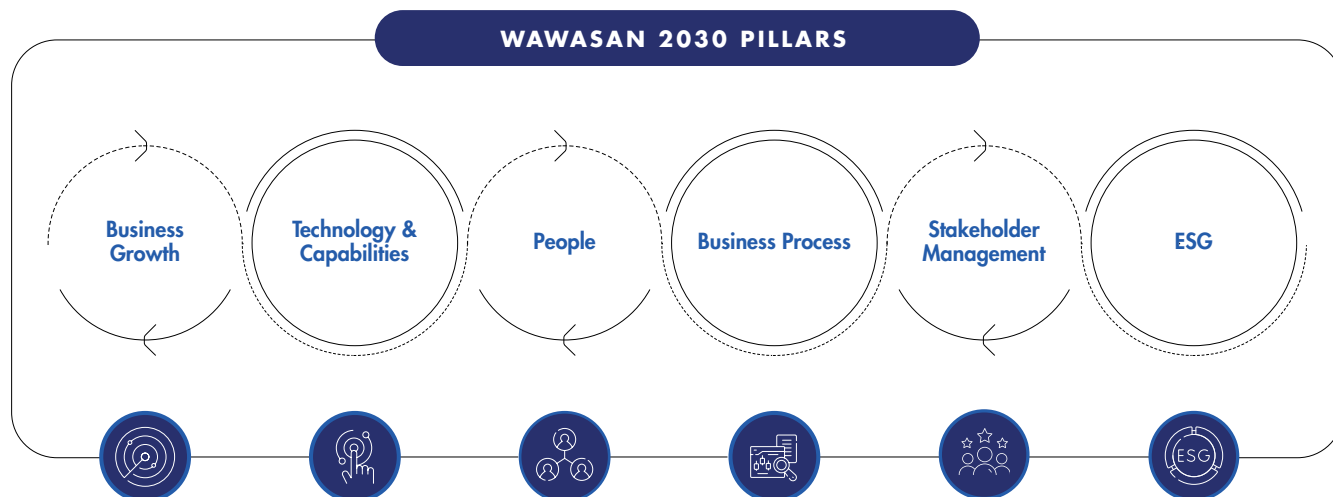 WAWASAN 2030 PILLARS
Business
Growth
Technology &
Capabilities
People
Business Process
Stakeholder
Management
ESG
ESG